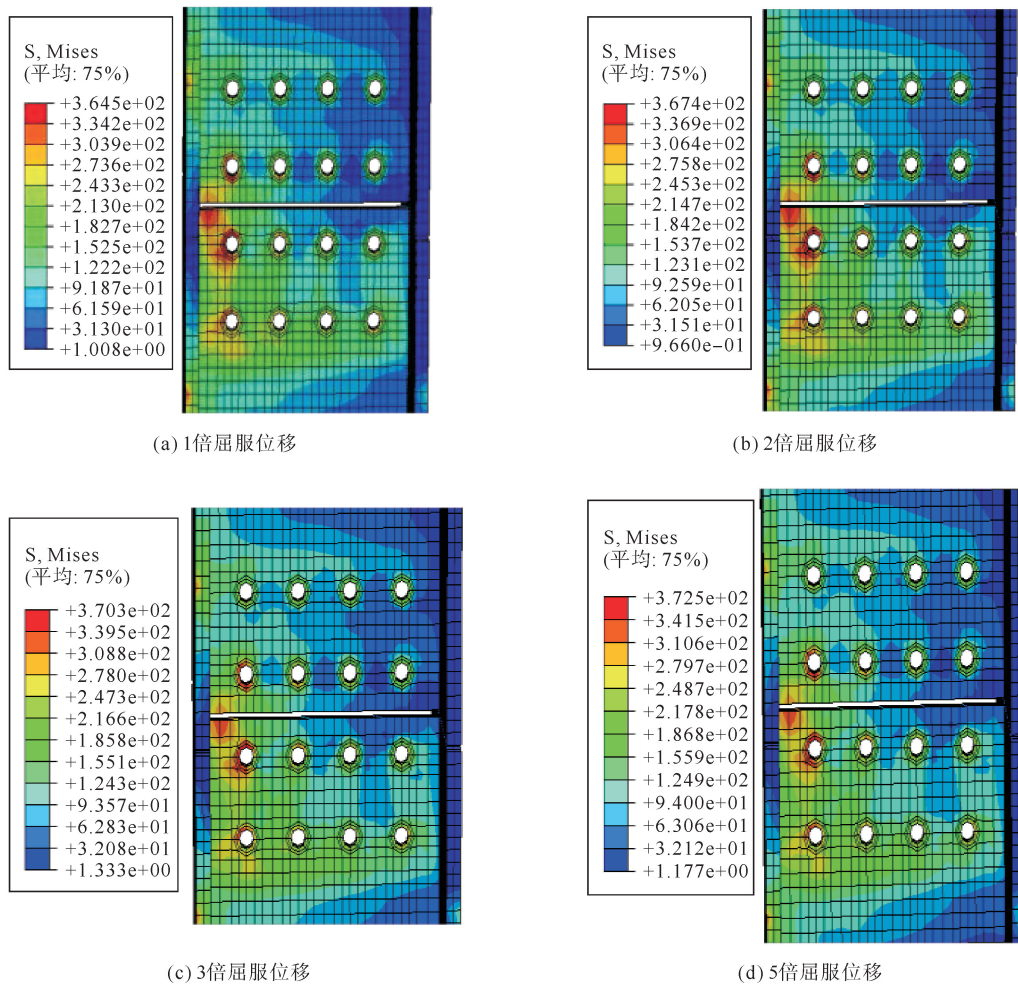 S, Mises
(平均: 75%)
+3.645e+02
+3.342e+02
+3.039e+02
+2.736e+02
+2.433e+02
+2.130e+02
+1.827e+02
+1.525e+02
+1.222e+02
+9.187e+01
+6.159e+01
+3.130e+01
+1.008e+00
(a) 1倍屈服位移
S, Mises
(平均: 75%)
+3.674e+02
+3.369e+02
+3.064e+02
+2.758e+02
+2.453e+02
+2.147e+02
+1.842e+02
+1.537e+02
+1.231e+02
+9.259e+01
+6.205e+01
+3.151e+01
+9.660e-01
(b) 2倍屈服位移
S, Mises
(平均: 75%)
+3.703e+02
+3.395e+02
+3.088e+02
+2.780e+02
+2.473e+02
+2.166e+02
+1.858e+02
+1.551e+02
+1.243e+02
+9.357e+01
+6.283e+01
+3.208e+01
+1.333e+00
(c) 3倍屈服位移
S, Mises
(平均: 75%)
+3.725e+02
+3.415e+02
+3.106e+02
+2.797e+02
+2.487e+02
+2.178e+02
+1.868e+02
+1.559e+02
+1.249e+02
+9.400e+01
+6.306e+01
+3.212e+01
+1.177e+00
(d) 5倍屈服位移